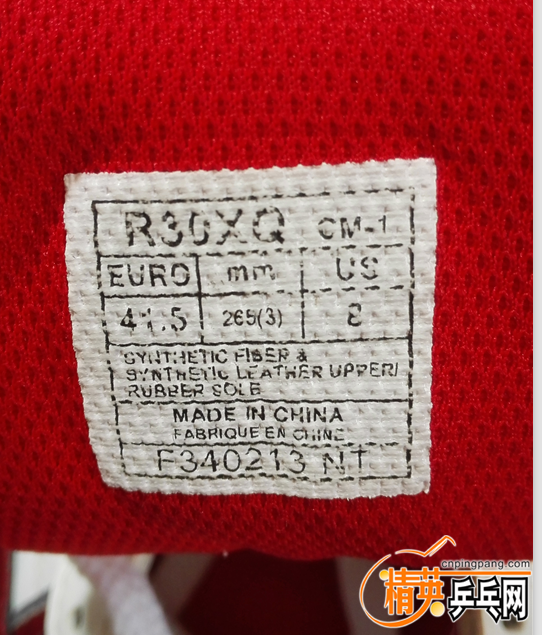 R30XQ CM-1
EURO mm US
41.5 265(3) 8
SYNTHETIC FIBER &
SYNTHETIC LEATHER UPPER/
RUBBER SOLE
MADE IN CHINA
FABRIQUE EN CHINE
F340213 NT
cnpingpang.com
精英乒乓网